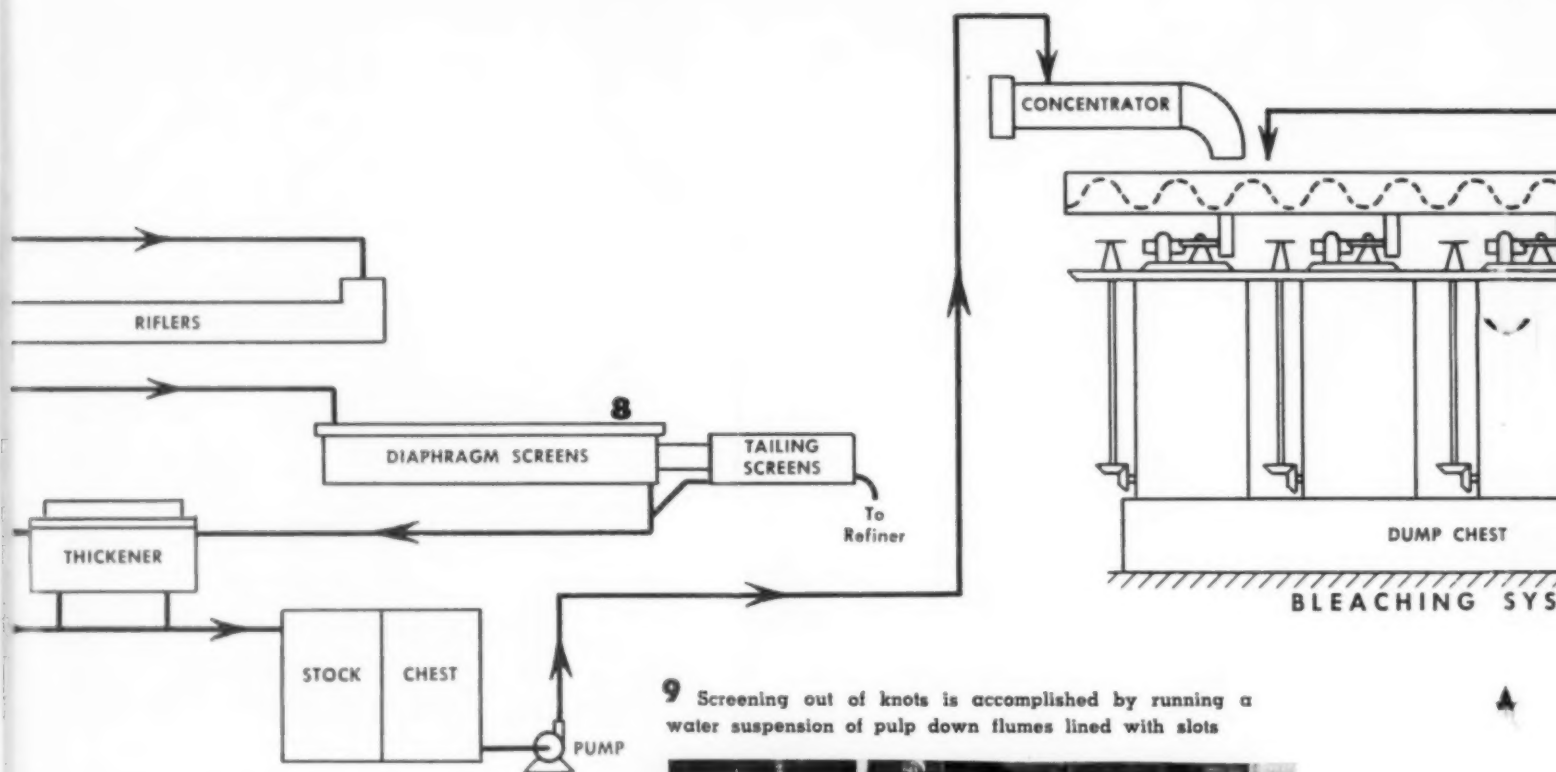 CONCENTRATOR
RIFLERS
8
DIAPHRAGM SCREENS
TAILING
SCREENS
To
Refiner
THICKENER
DUMP CHEST
BLEACHING SYS
STOCK CHEST
PUMP
9 Screening out of knots is accomplished by running a
water suspension of pulp down flumes lined with slots